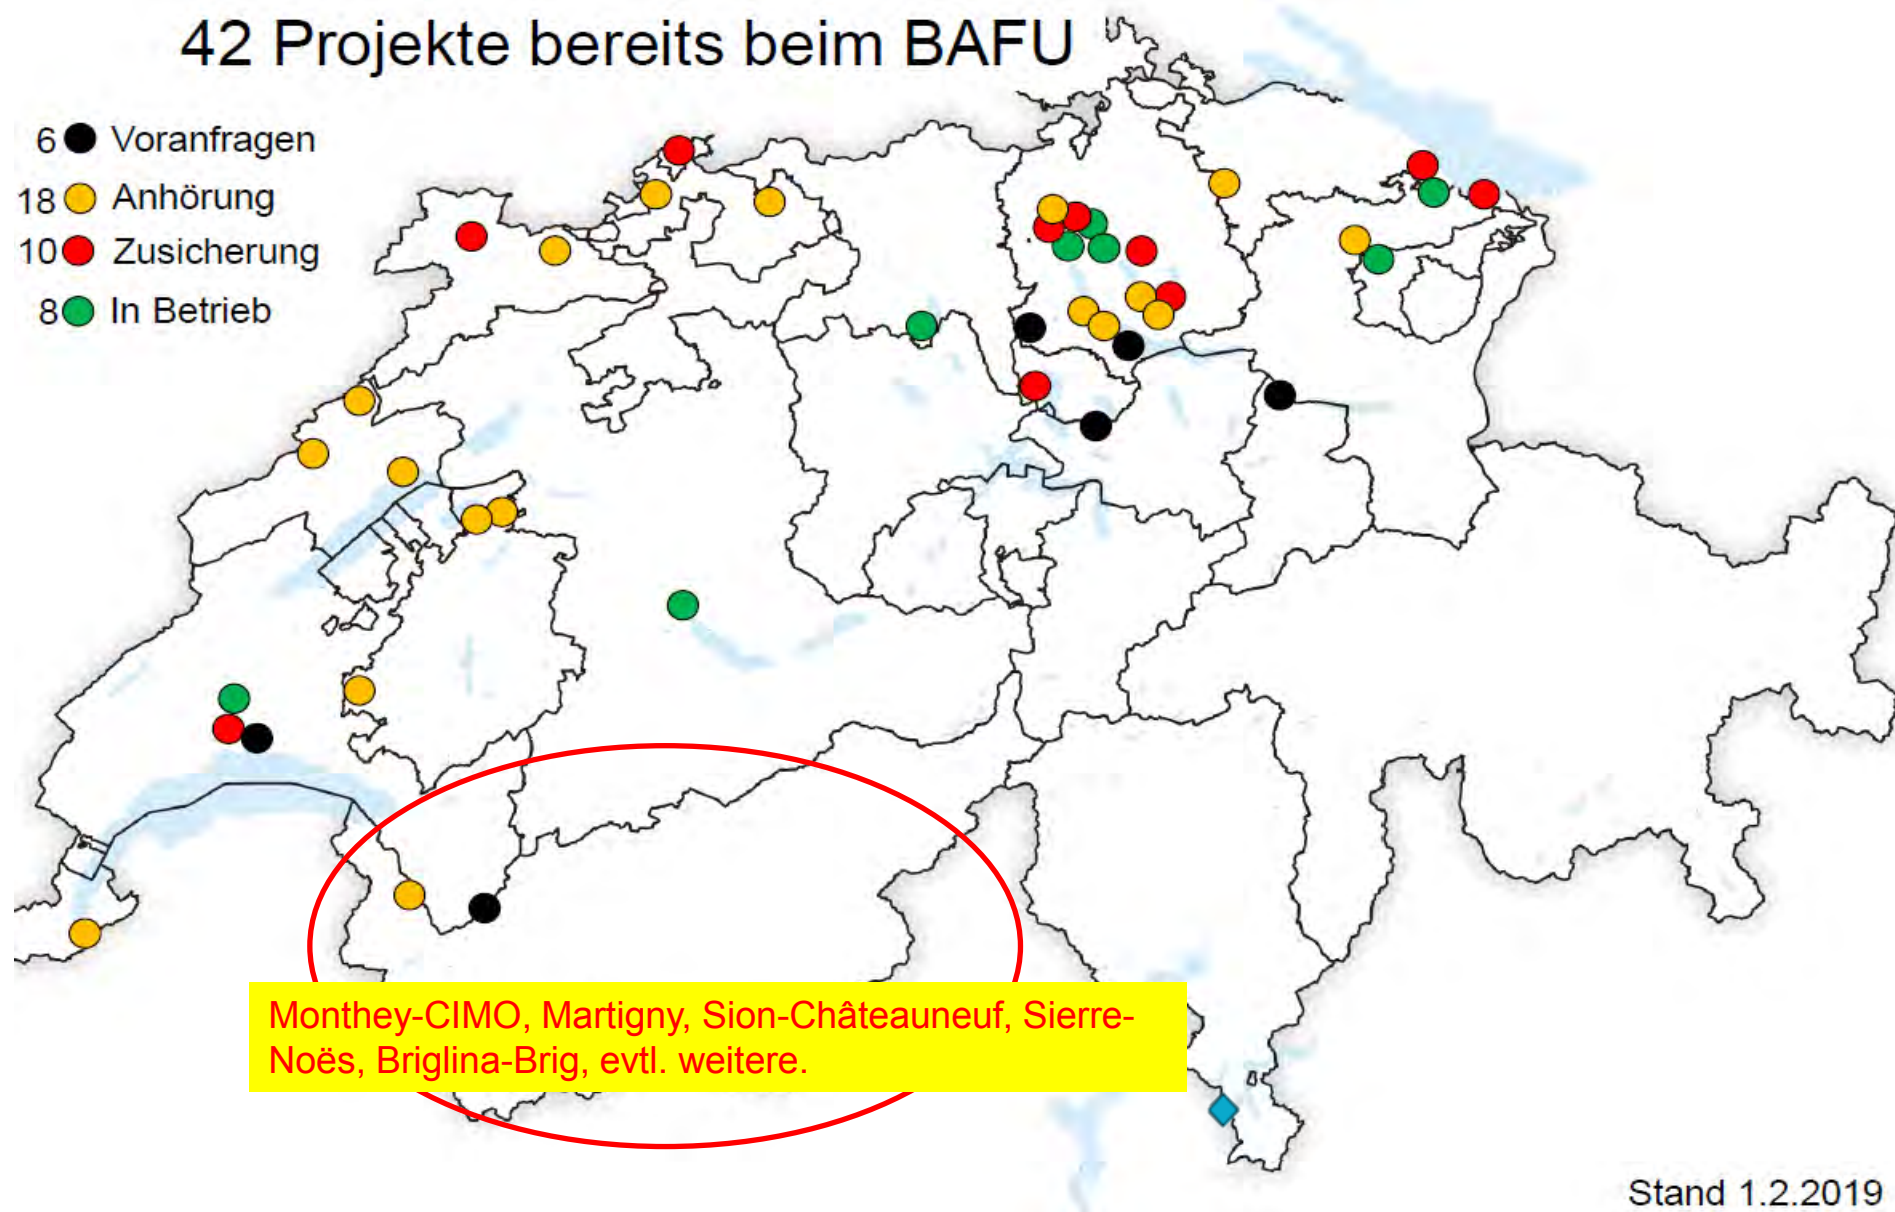 42 Projekte bereits beim BAFU
6 Voranfragen
18 Anhörung
10 Zusicherung
8 In Betrieb
Monthey-CIMO, Martigny, Sion-Châteauneuf, Sierre-
Noës, Briglina-Brig, evtl. weitere.
Stand 1.2.2019